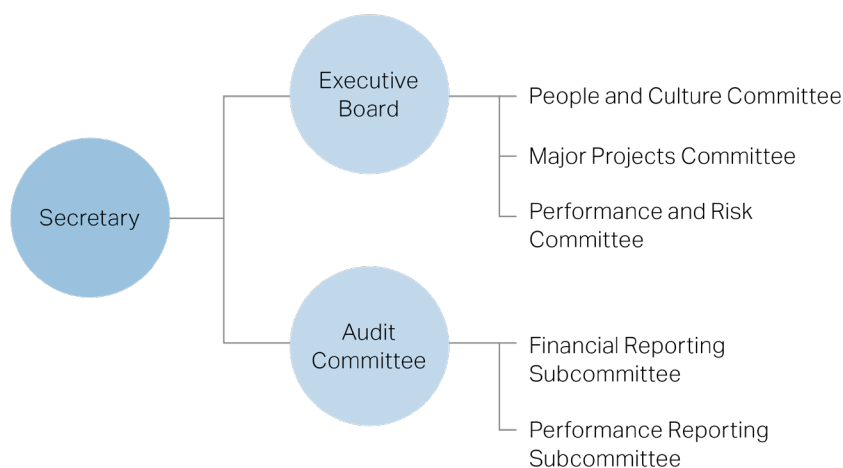 Secretary
Executive
Board
People and Culture Committee
Major Projects Committee
Performance and Risk
Committee
Audit
Committee
Financial Reporting
Subcommittee
Performance Reporting
Subcommittee